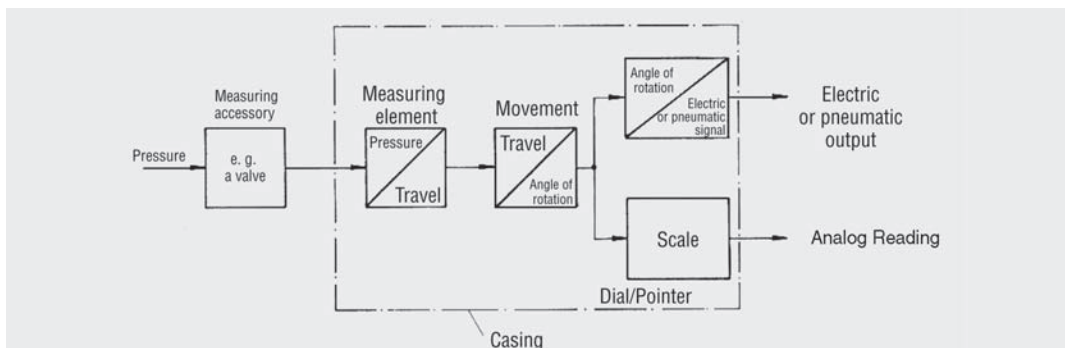 Measuring
accessory
Pressure
e. g.
a valve
Measuring
element
Pressure
Travel
Movement
Travel
Angle of
rotation
Angle of
rotation
Electric
or pneumatic
signal
Electric
or pneumatic
output
Scale
Analog Reading
Dial/Pointer
Casing